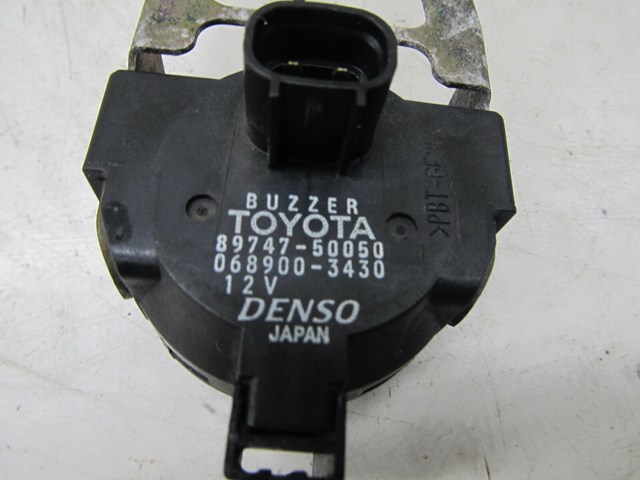 BUZZER
TOYOTA
89747-50050
068900-3430
12V
DENSO
JAPAN